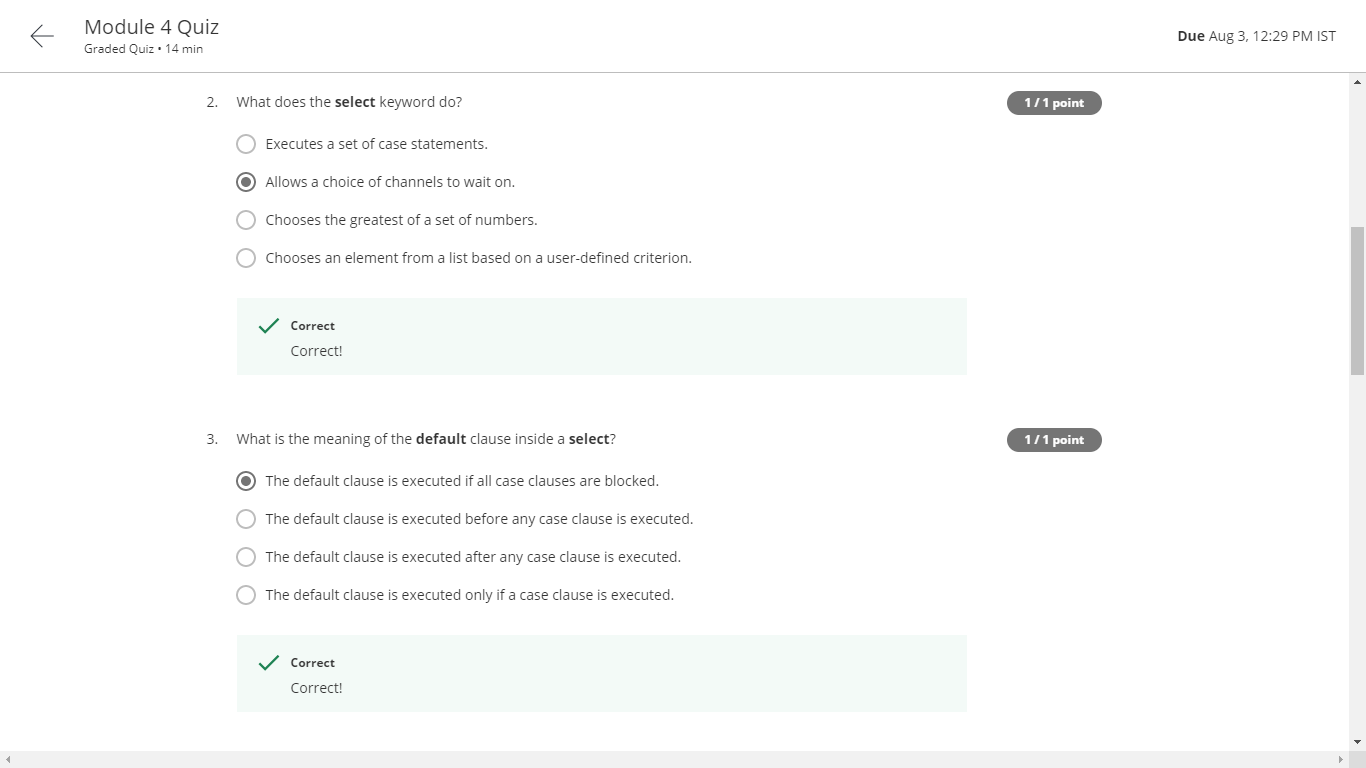 Module 4 Quiz
Graded Quiz • 14 min
Due Aug 3, 12:29 PM IST
2. What does the select keyword do?
1 / 1 point
Executes a set of case statements.
Allows a choice of channels to wait on.
Chooses the greatest of a set of numbers.
Chooses an element from a list based on a user-defined criterion.
Correct
Correct!
3. What is the meaning of the default clause inside a select?
1 / 1 point
The default clause is executed if all case clauses are blocked.
The default clause is executed before any case clause is executed.
The default clause is executed after any case clause is executed.
The default clause is executed only if a case clause is executed.
Correct
Correct!